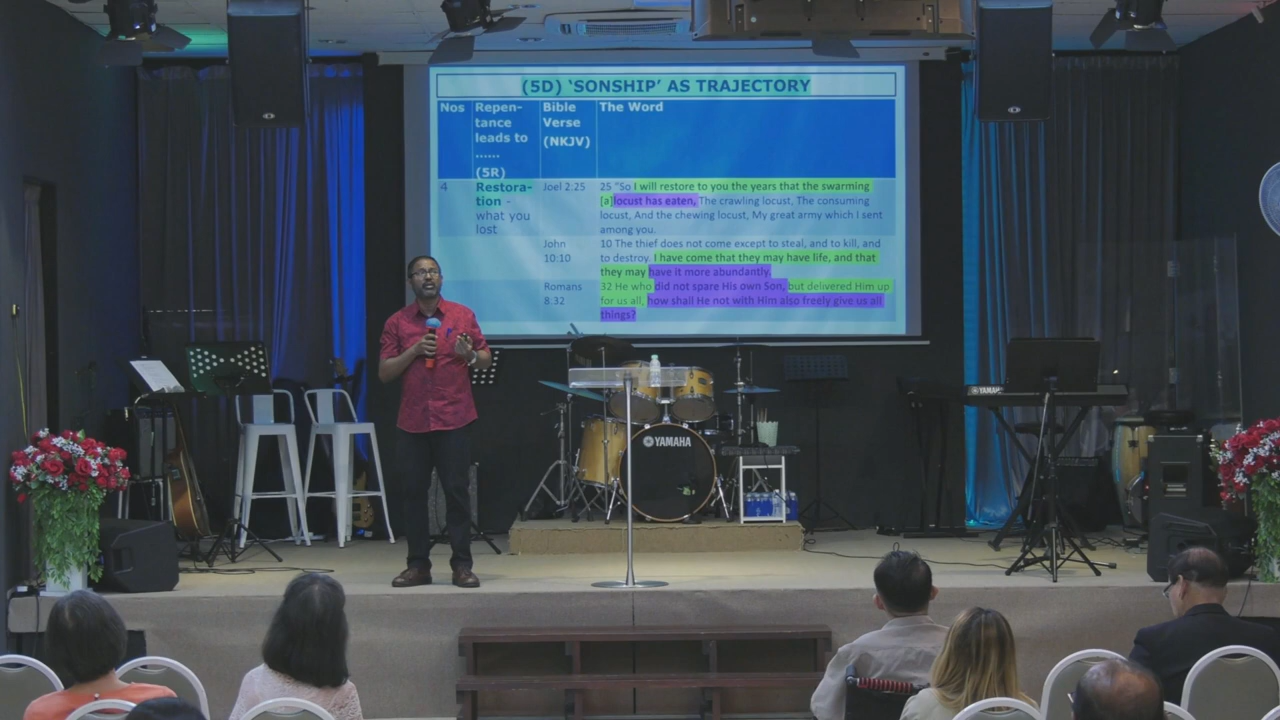 (5D) ‘SONSHIP’ AS TRAJECTORY
Nos
Repen-
tance
leads to
......
(5R)
Bible
Verse
(NKJV)
The Word
4
Restora-
tion -
what you
lost
Joel 2:25
25 “So I will restore to you the years that the swarming
[a]locust has eaten, The crawling locust, The consuming
locust, And the chewing locust, My great army which I sent
among you.
John
10:10
10 The thief does not come except to steal, and to kill, and
to destroy. I have come that they may have life, and that
they may have it more abundantly.
Romans
8:32
32 He who did not spare His own Son, but delivered Him up
for us all, how shall He not with Him also freely give us all
things?
YAMAHA
YAMAHA